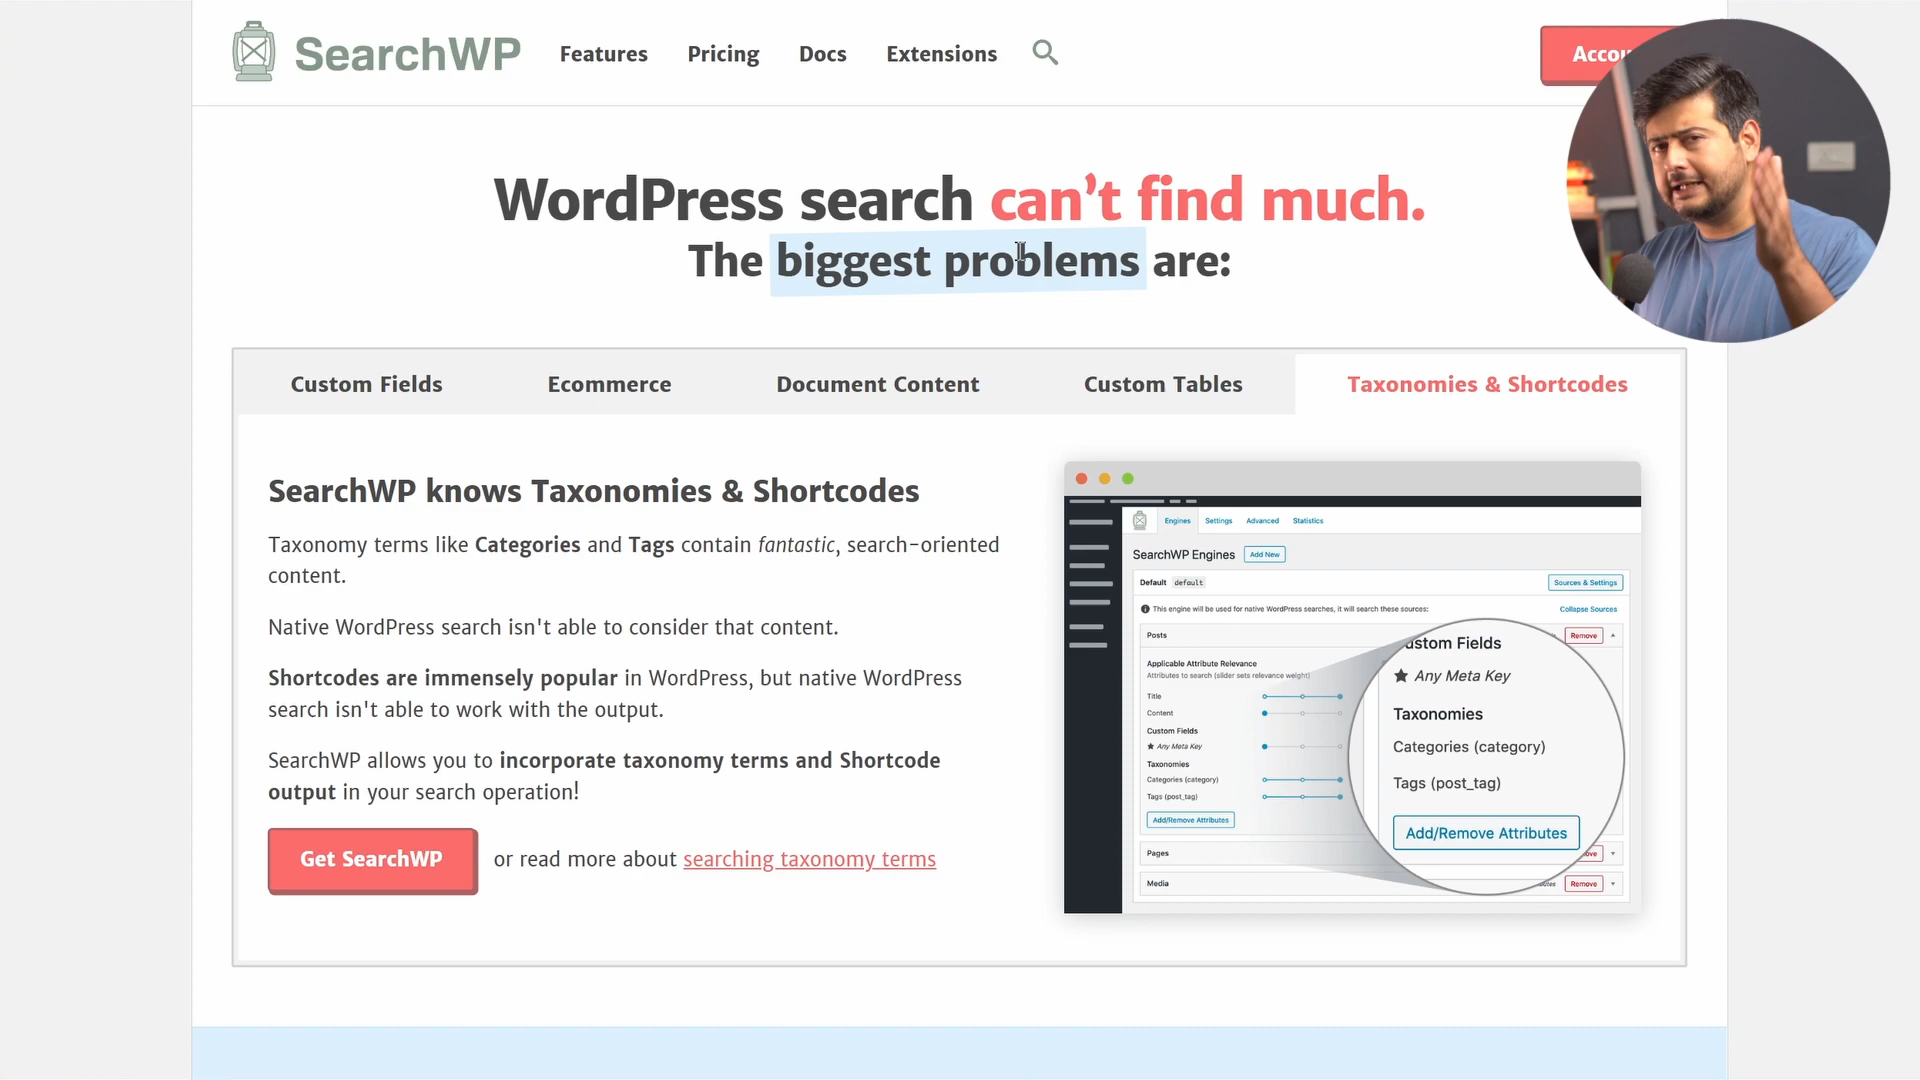 SearchWP
Features
Pricing
Docs
Extensions
WordPress search can't find much.
The biggest problems are:
Custom Fields
Ecommerce
Document Content
Custom Tables
Taxonomies & Shortcodes
SearchWP knows Taxonomies & Shortcodes
Taxonomy terms like Categories and Tags contain fantastic, search-oriented
content.
Native WordPress search isn't able to consider that content.
Shortcodes are immensely popular in WordPress, but native WordPress
search isn't able to work with the output.
SearchWP allows you to incorporate taxonomy terms and Shortcode
output in your search operation!
Get SearchWP
or read more about searching taxonomy terms
Engines
Settings
Advanced
Statistics
SearchWP Engines
Add New
Default default
Sources & Settings
This engine will be used for native WordPress searches, it will search these sources:
Collapse Sources
Posts
Remove
Applicable Attribute Relevance
Attributes to search (slider sets relevance weight)
Title
Content
Custom Fields
Any Meta Key
Taxonomies
Categories (category)
Tags (post_tag)
Add/Remove Attributes
Pages
Media
Remove
Any Meta Key
Taxonomies
Categories (category)
Tags (post_tag)
Add/Remove Attributes